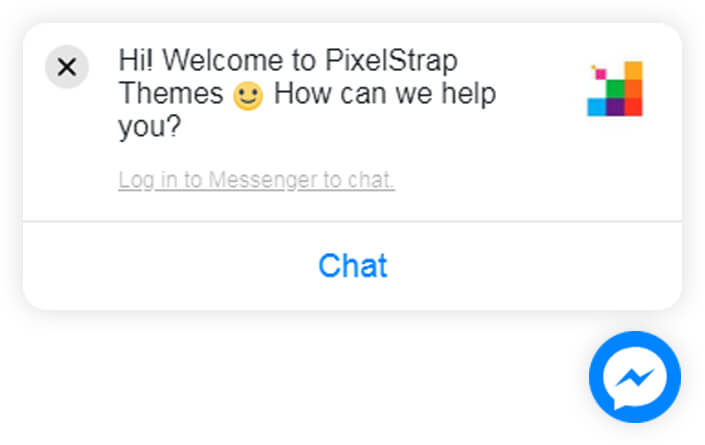 Hi! Welcome to PixelStrap
Themes 🙂 How can we help
you?
Log in to Messenger to chat.
Chat